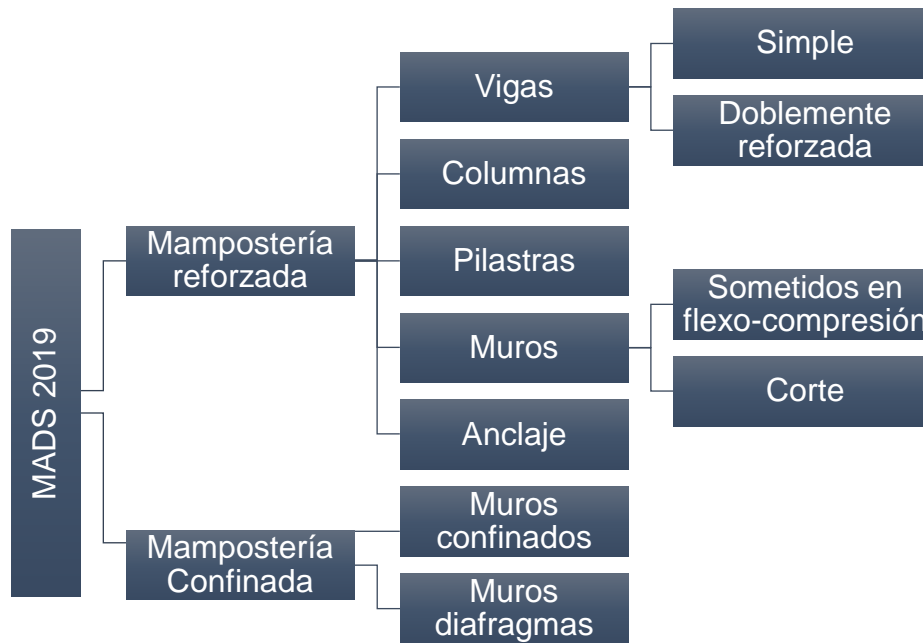 MADS 2019
Mampostería
reforzada
Vigas
Simple
Doblemente
reforzada
Columnas
Pilastras
Muros
Sometidos en
flexo-compresión
Corte
Anclaje
Mampostería
Confinada
Muros
confinados
Muros
diafragmas